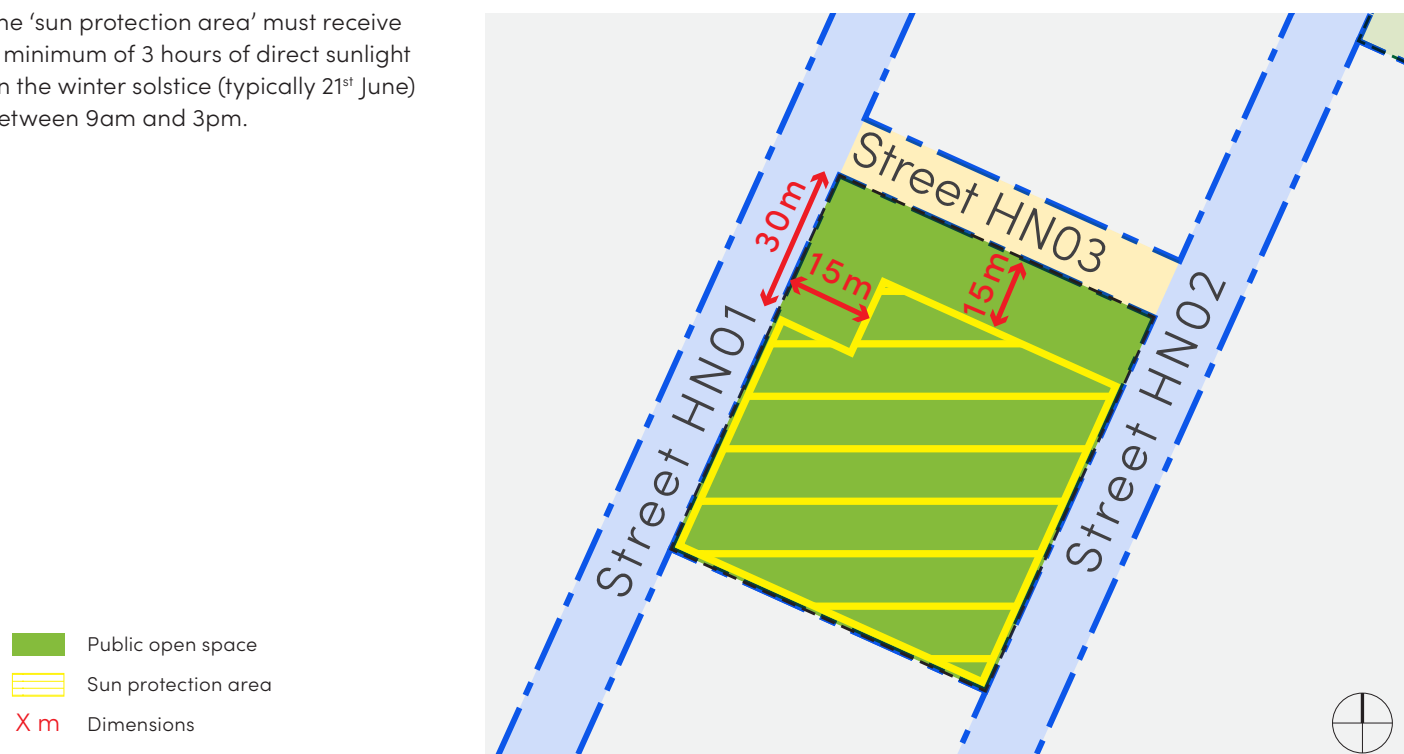 he ‘sun protection area’ must receive
minimum of 3 hours of direct sunlight
n the winter solstice (typically 21st June)
etween 9am and 3pm.
Street HN03
30m
15m
15m
Street HN01
Street HN02
Public open space
Sun protection area
X m Dimensions